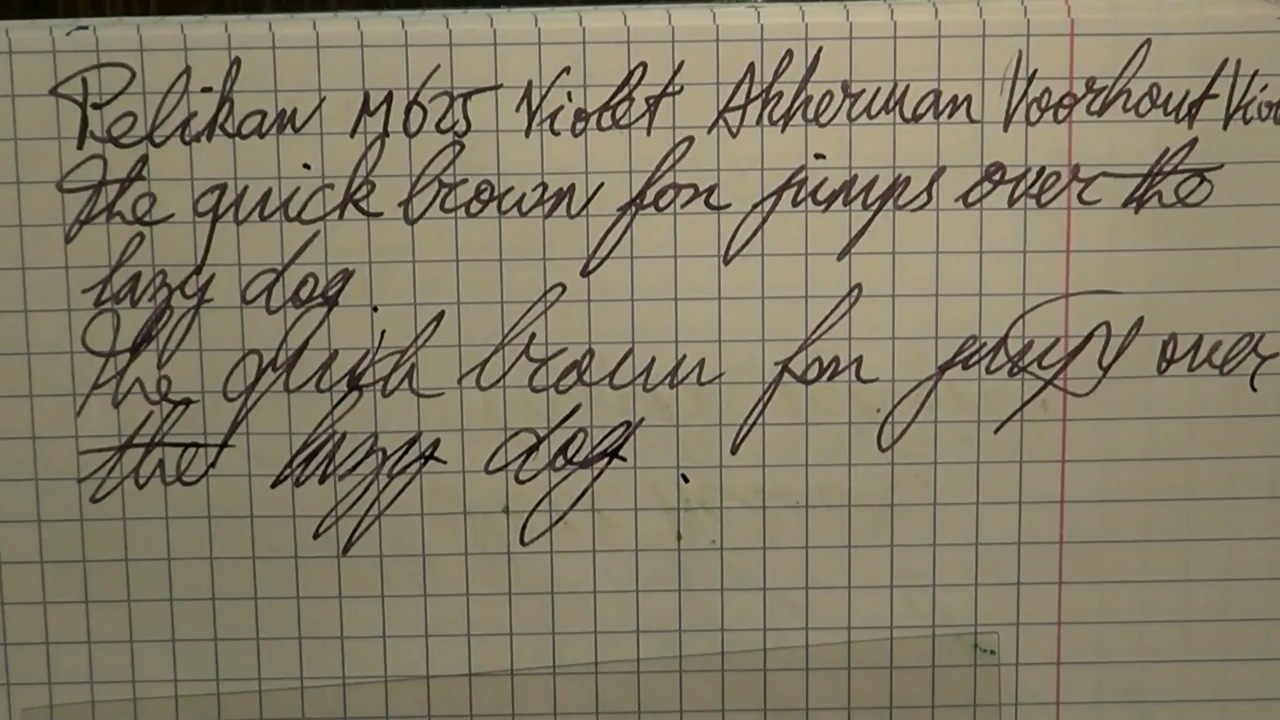 Pelikan M625 Violet Akkerman Voorhout Vio
The quick brown fox jumps over the
lazy dog.
The quick brown fox jumps over
the lazy dog.